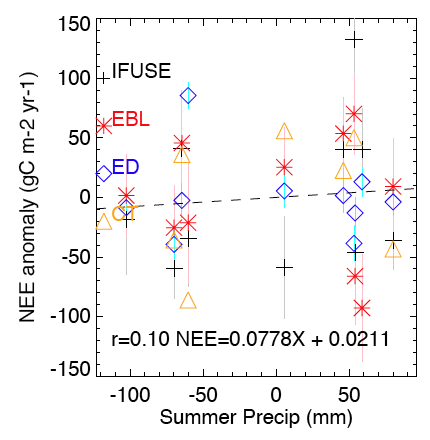 150
100
50
0
-50
-100
-150
NEE anomaly (gC m-2 yr-1)
IFUSE
EBL
ED
r=0.10 NEE=0.0778X + 0.0211
-100 -50 0 50
Summer Precip (mm)